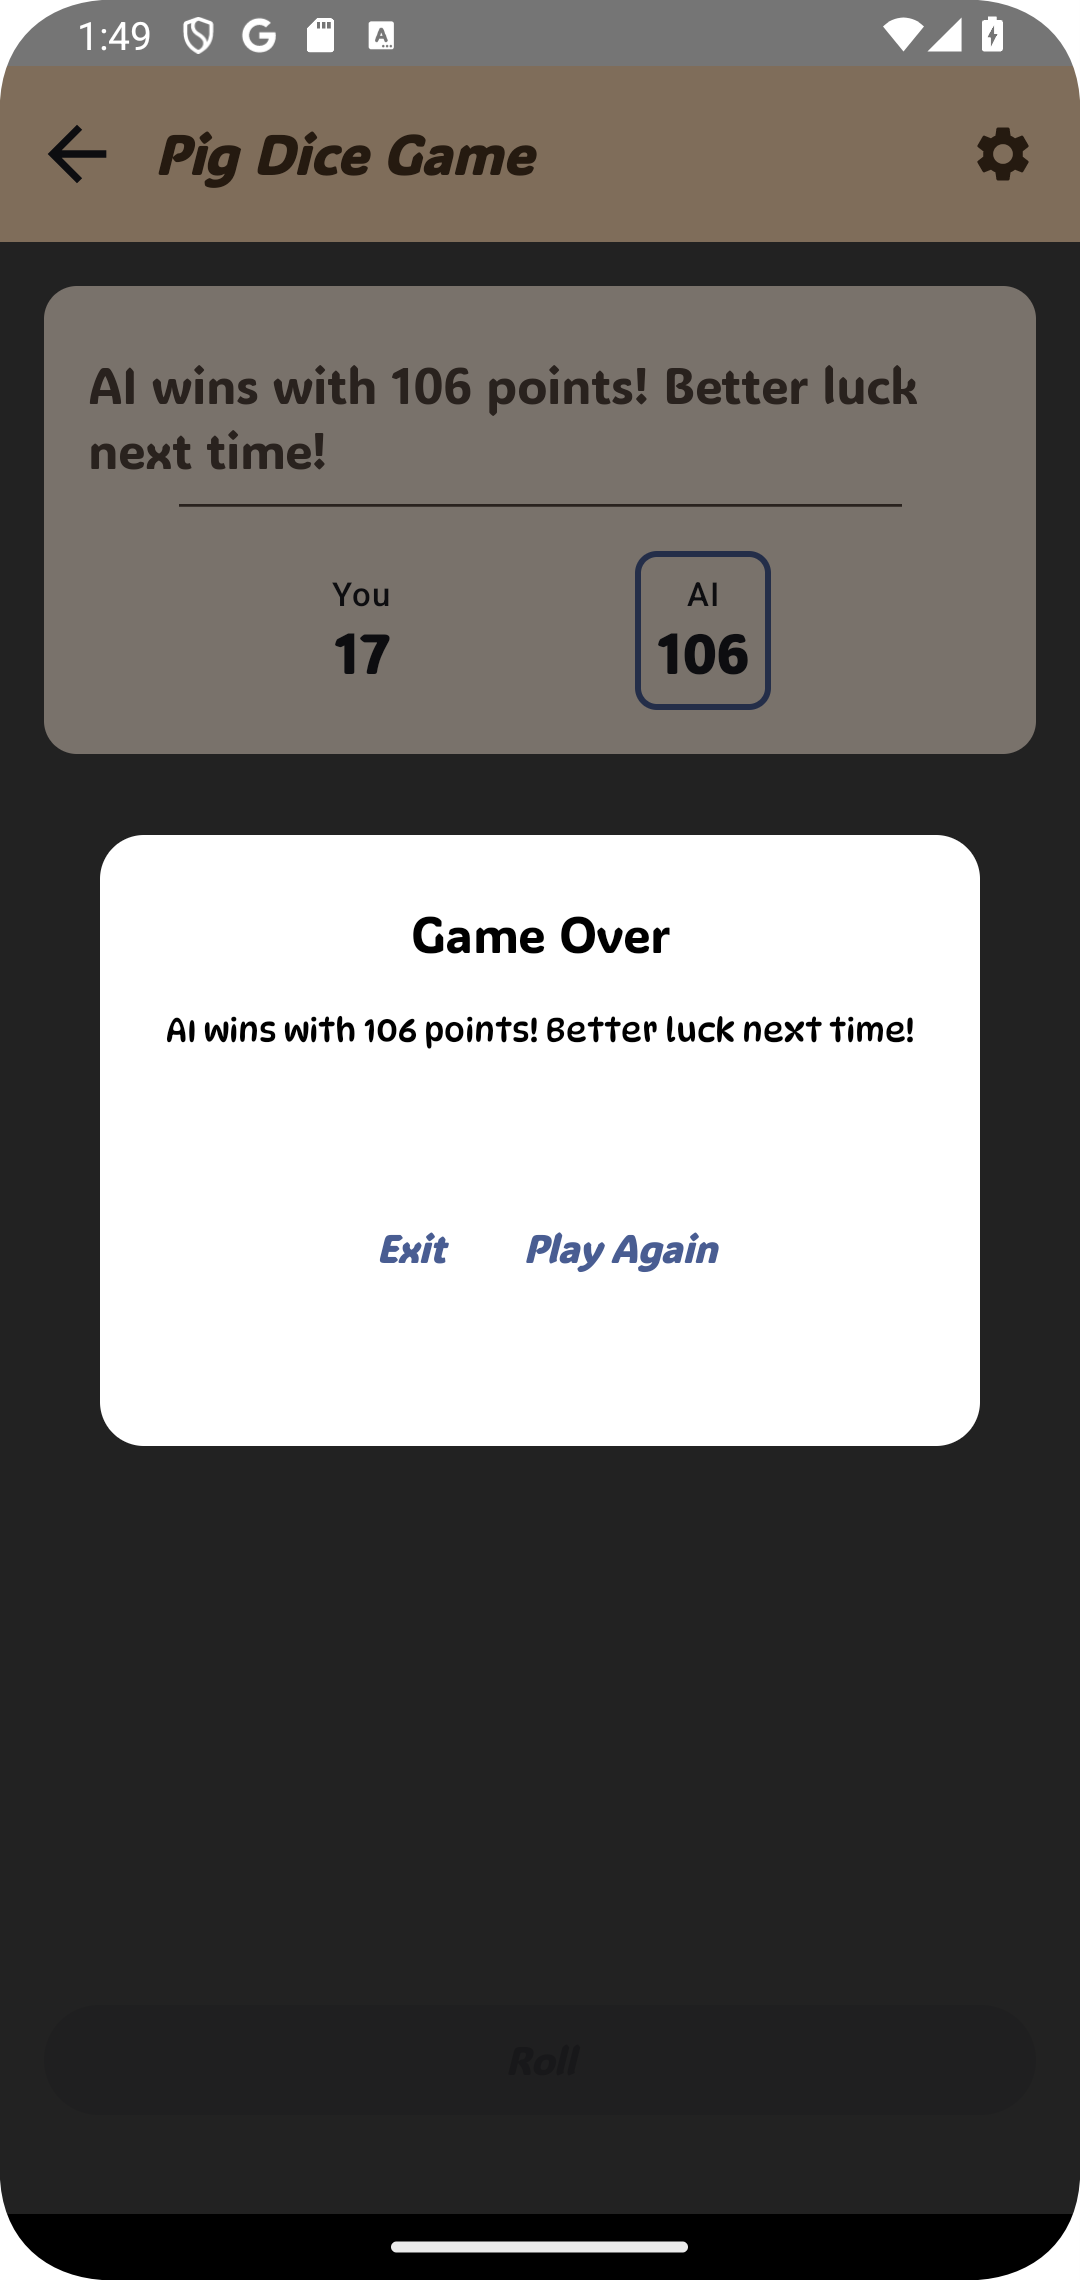 1:49
Pig Dice Game
AI wins with 106 points! Better luck
next time!
You
AI
17
106
Game Over
AI wins with 106 points! Better luck next time!
Exit
Play Again
Roll